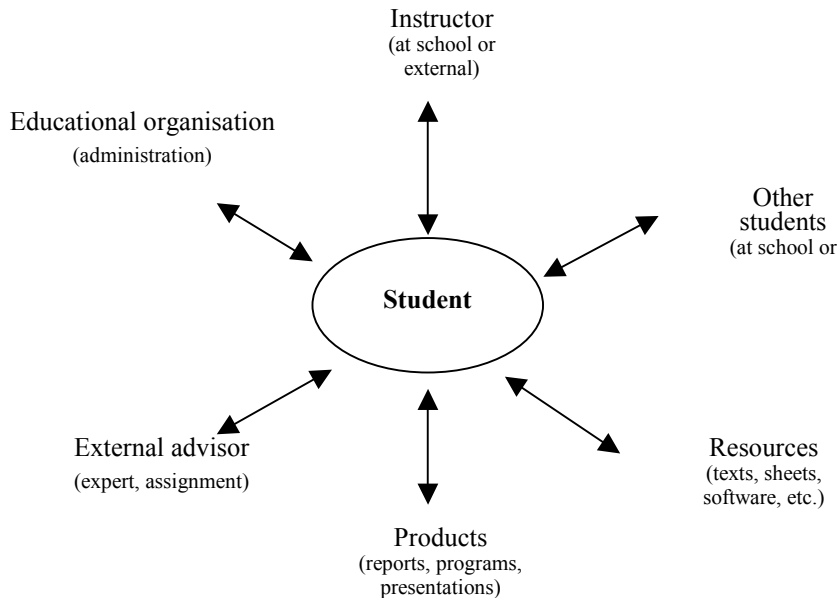 Instructor
(at school or
external)
Educational organisation
(administration)
Other
students
(at school or
Student
External advisor
(expert, assignment)
Resources
(texts, sheets,
software, etc.)
Products
(reports, programs,
presentations)